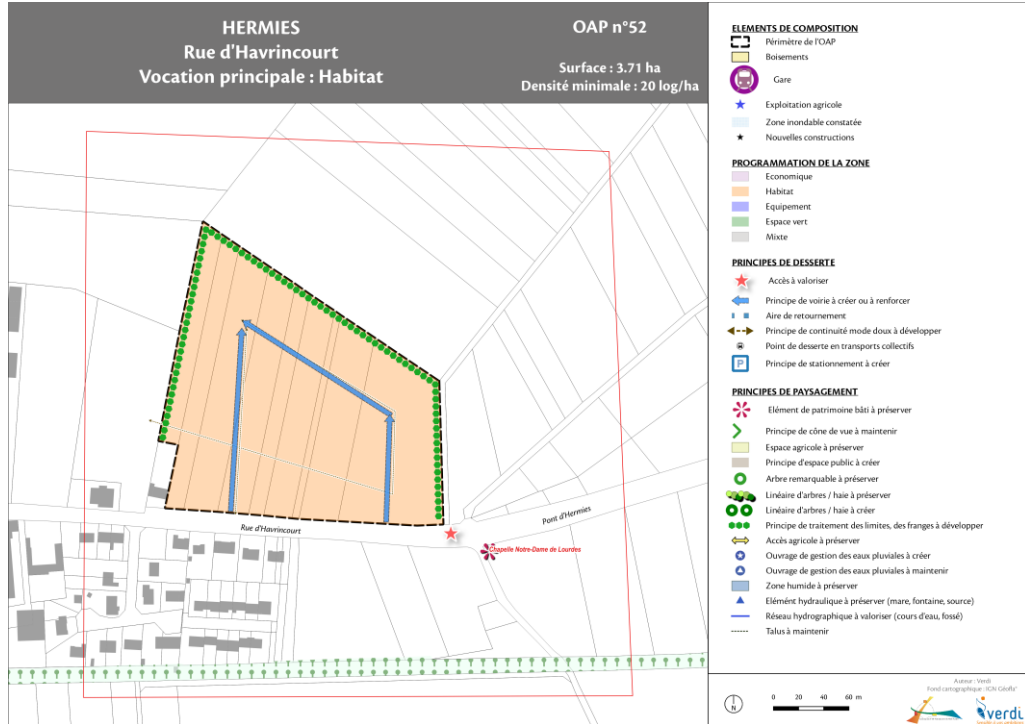 HERMIES
Rue d'Havrincourt
Vocation principale : Habitat
OAP n°52
Surface : 3.71 ha
Densité minimale : 20 log/ha
Rue d'Havrincourt
Pont d'Hermies
Chapelle Notre-Dame de Lourdes
ELEMENTS DE COMPOSITION
Périmètre de l'OAP
Boisements
Gare
Exploitation agricole
Zone inondable constatée
Nouvelles constructions
PROGRAMMATION DE LA ZONE
Economique
Habitat
Equipement
Espace vert
Mixte
PRINCIPES DE DESSERTE
Accès à valoriser
Principe de voirie à créer ou à renforcer
Aire de retournement
Principe de continuité mode doux à développer
Point de desserte en transports collectifs
P
Principe de stationnement à créer
PRINCIPES DE PAYSAGEMENT
Elément de patrimoine bâti à préserver
Principe de cône de vue à maintenir
Espace agricole à préserver
Principe d'espace public à créer
Arbre remarquable à préserver
Linéaire d'arbres / haie à préserver
Linéaire d'arbres / haie à créer
Principe de traitement des limites, des franges à développer
Accès agricole à préserver
Ouvrage de gestion des eaux pluviales à créer
Ouvrage de gestion des eaux pluviales à maintenir
Zone humide à préserver
Elémént hydraulique à préserver (mare, fontaine, source)
Réseau hydrographique à valoriser (cours d'eau, fossé)
Talus à maintenir
N
0 20 40 60 m
Auteur : Verdi
Fond cartographique : IGN Géofla®
verdi